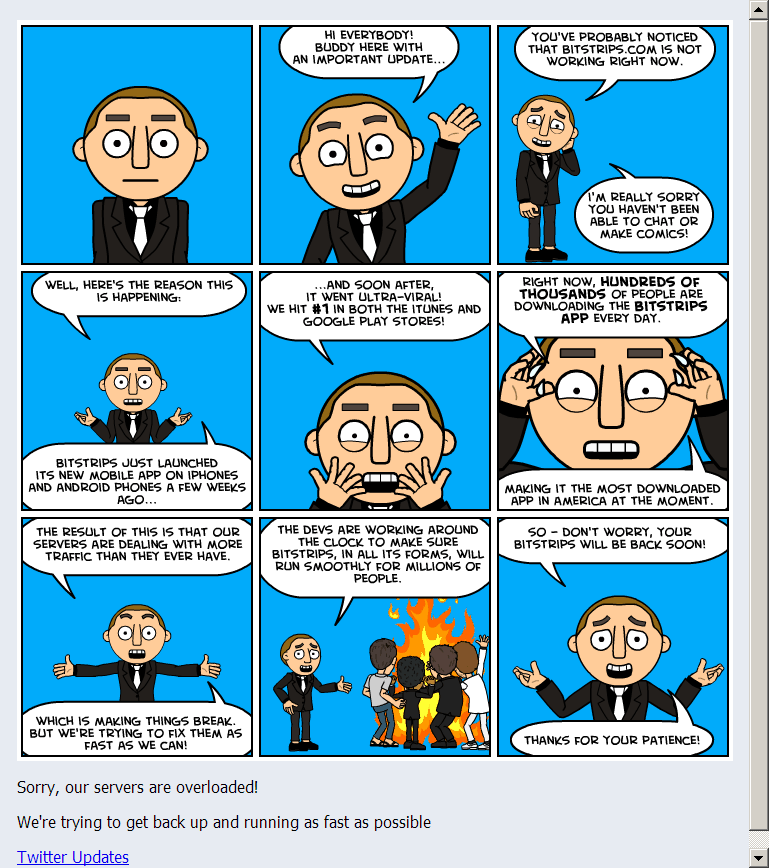 HI EVERYBODY!
BUDDY HERE WITH
AN IMPORTANT UPDATE...
YOU'VE PROBABLY NOTICED
THAT BITSTRIPS.COM IS NOT
WORKING RIGHT NOW.
I'M REALLY SORRY
YOU HAVEN'T BEEN
ABLE TO CHAT OR
MAKE COMICS!
WELL, HERE'S THE REASON THIS
IS HAPPENING:
BITSTRIPS JUST LAUNCHED
ITS NEW MOBILE APP ON IPHONES
AND ANDROID PHONES A FEW WEEKS
AGO...
...AND SOON AFTER,
IT WENT ULTRA-VIRAL!
WE HIT #1 IN BOTH THE ITUNES AND
GOOGLE PLAY STORES!
RIGHT NOW, HUNDREDS OF
THOUSANDS OF PEOPLE ARE
DOWNLOADING THE BITSTRIPS
APP EVERY DAY.
MAKING IT THE MOST DOWNLOADED
APP IN AMERICA AT THE MOMENT.
THE RESULT OF THIS IS THAT OUR
SERVERS ARE DEALING WITH MORE
TRAFFIC THAN THEY EVER HAVE.
WHICH IS MAKING THINGS BREAK.
BUT WE'RE TRYING TO FIX THEM AS
FAST AS WE CAN!
THE DEVS ARE WORKING AROUND
THE CLOCK TO MAKE SURE
BITSTRIPS, IN ALL ITS FORMS, WILL
RUN SMOOTHLY FOR MILLIONS OF
PEOPLE.
SO - DON'T WORRY, YOUR
BITSTRIPS WILL BE BACK SOON!
THANKS FOR YOUR PATIENCE!
Sorry, our servers are overloaded!
We're trying to get back up and running as fast as possible
Twitter Updates